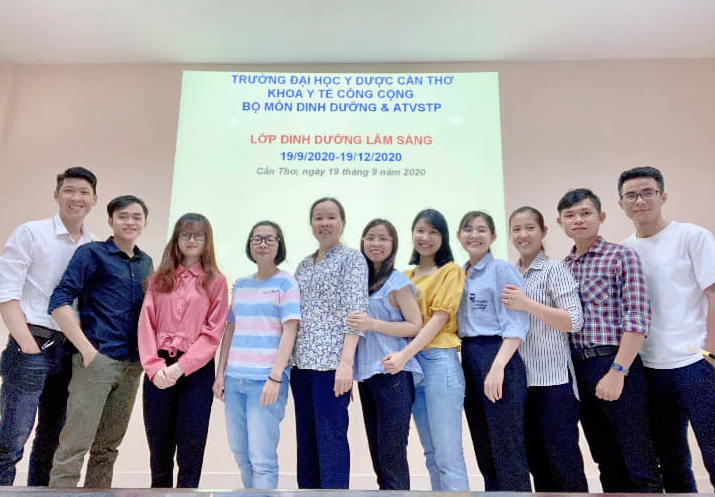 TRƯỜNG ĐẠI HỌC Y DƯỢC CẦN THƠ
KHOA Y TẾ CÔNG CỘNG
BỘ MÔN DINH DƯỠNG & ATVSTP
LỚP DINH DƯỠNG LÂM SÀNG
19/9/2020-19/12/2020
Cần Thơ, ngày 19 tháng 9 năm 2020